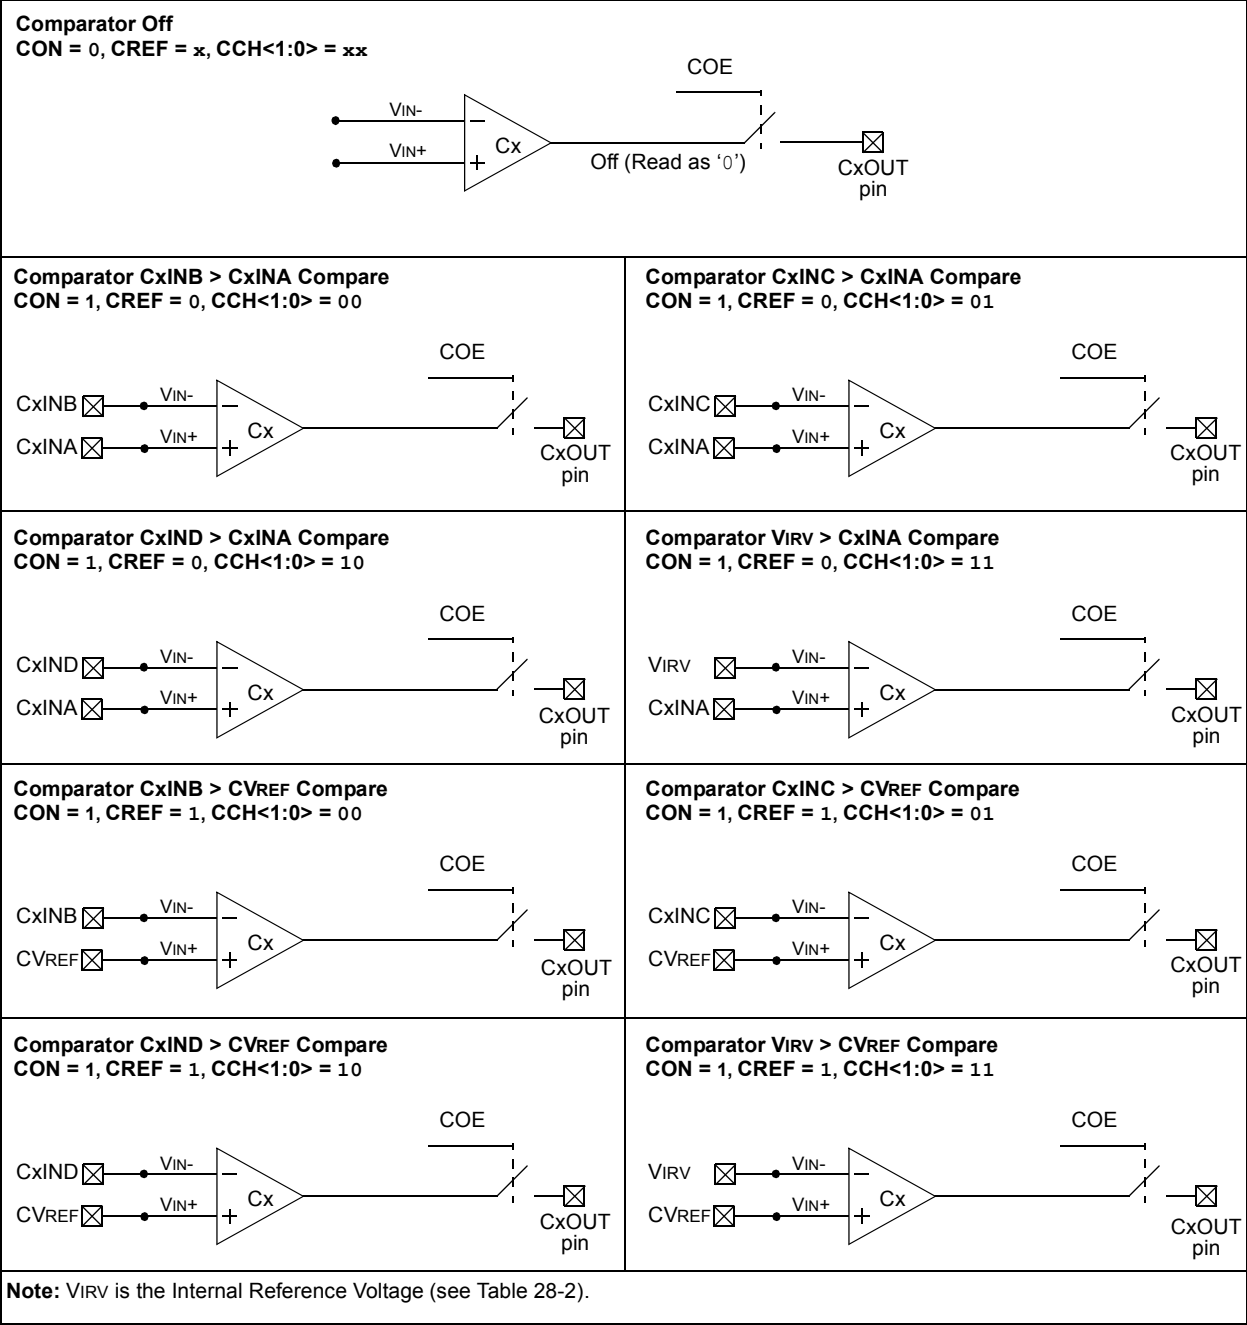 Comparator Off
CON = 0, CREF = x, CCH<1:0> = xx
COE
VIN-
VIN+
Cx
Off (Read as ‘0’)
CxOUT
pin
Comparator CxINB > CxINA Compare
CON = 1, CREF = 0, CCH<1:0> = 00
COE
CxINB
VIN-
CxINA
VIN+
Cx
CxOUT
pin
Comparator CxINC > CxINA Compare
CON = 1, CREF = 0, CCH<1:0> = 01
COE
CxINC
VIN-
CxINA
VIN+
Cx
CxOUT
pin
Comparator CxIND > CxINA Compare
CON = 1, CREF = 0, CCH<1:0> = 10
COE
CxIND
VIN-
CxINA
VIN+
Cx
CxOUT
pin
Comparator VIRV > CxINA Compare
CON = 1, CREF = 0, CCH<1:0> = 11
COE
VIRV
VIN-
CxINA
VIN+
Cx
CxOUT
pin
Comparator CxINB > CVREF Compare
CON = 1, CREF = 1, CCH<1:0> = 00
COE
CxINB
VIN-
CVREF
VIN+
Cx
CxOUT
pin
Comparator CxINC > CVREF Compare
CON = 1, CREF = 1, CCH<1:0> = 01
COE
CxINC
VIN-
CVREF
VIN+
Cx
CxOUT
pin
Comparator CxIND > CVREF Compare
CON = 1, CREF = 1, CCH<1:0> = 10
COE
CxIND
VIN-
CVREF
VIN+
Cx
CxOUT
pin
Comparator VIRV > CVREF Compare
CON = 1, CREF = 1, CCH<1:0> = 11
COE
VIRV
VIN-
CVREF
VIN+
Cx
CxOUT
pin
Note: VIRV is the Internal Reference Voltage (see Table 28-2).